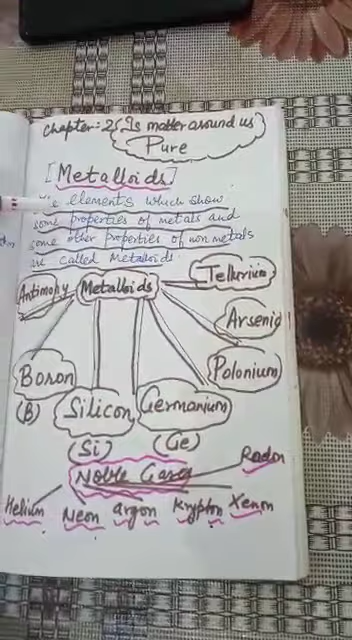 Chapter: 2 Is matter around us
Pure
[Metalloids]
The elements which show
some properties of metals and
some other properties of non metals
are called Metalloids.
Tellurium
Antimony
Metalloids
Arsenic
Polonium
Boron
(B)
Silicon
(Si)
Germanium
(Ge)
Radon
Noble Gases
Helium
Neon
argon
Krypton
Xenon